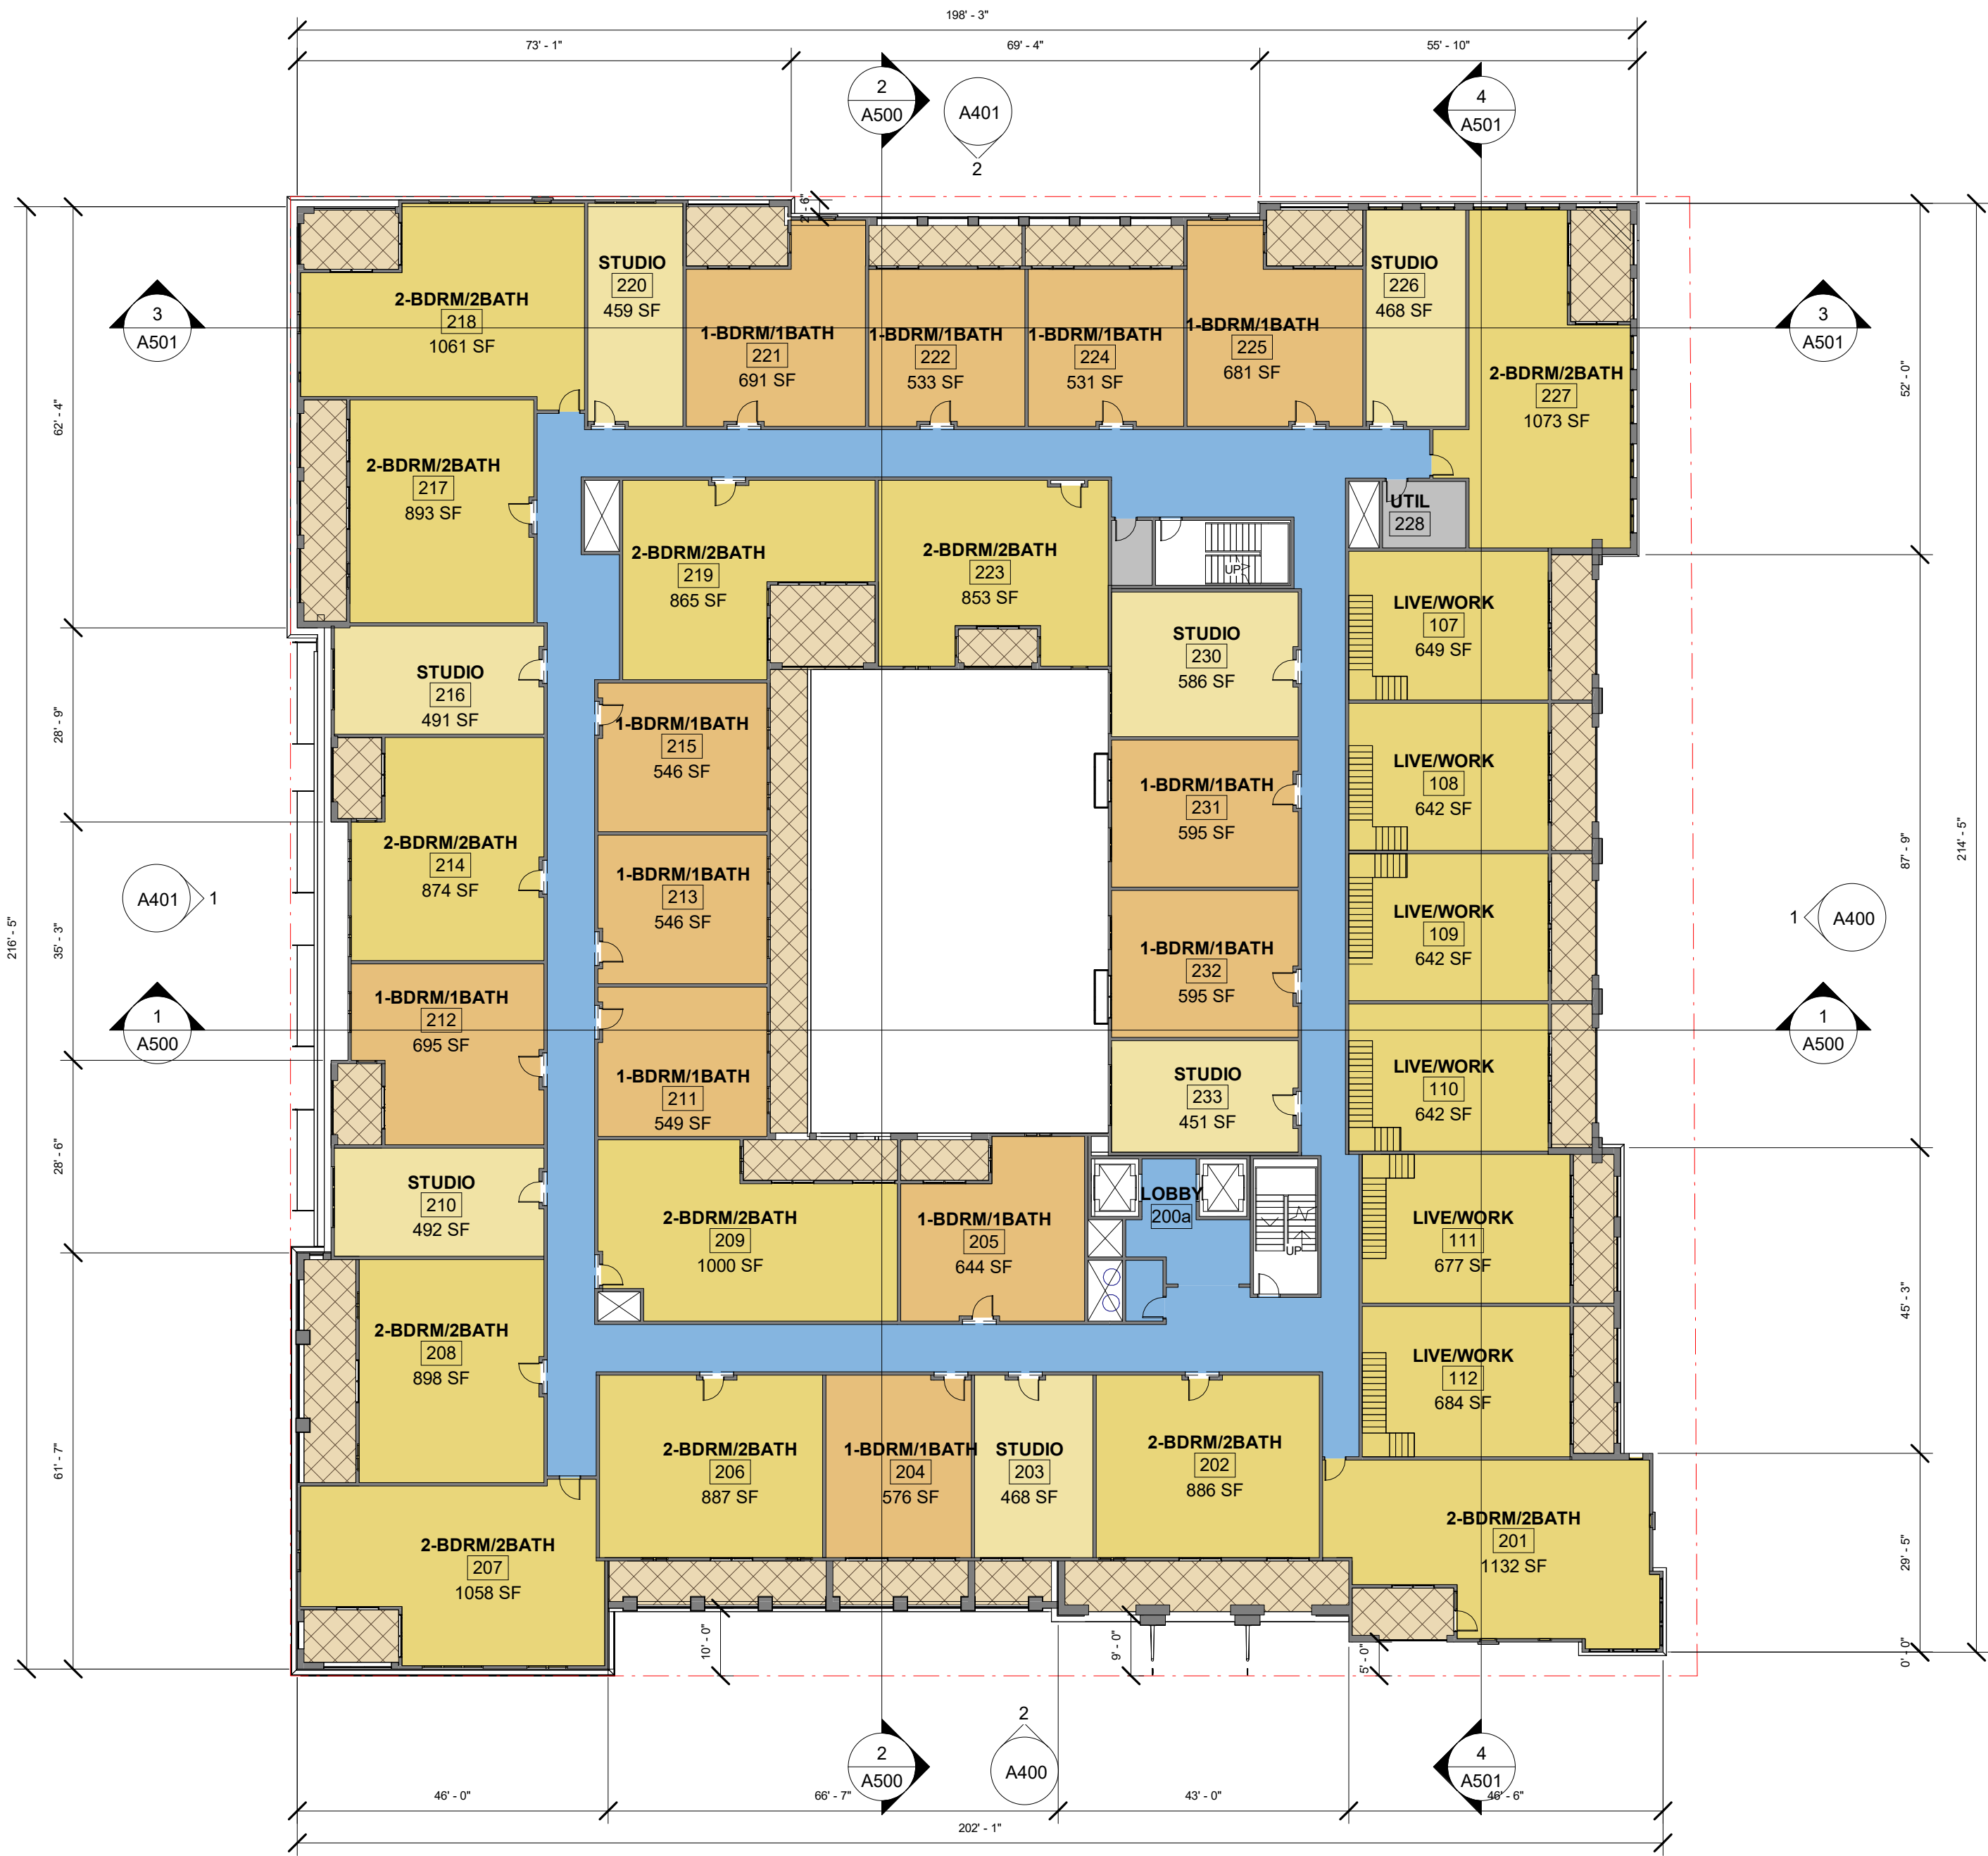 198' - 3"
73' - 1"
69' - 4"
55' - 10"
2
A500
A401
2
4
A501
2' - 6"
3
A501
3
A501
2-BDRM/2BATH
218
1061 SF
STUDIO
220
459 SF
1-BDRM/1BATH
221
691 SF
1-BDRM/1BATH
222
533 SF
1-BDRM/1BATH
224
531 SF
1-BDRM/1BATH
225
681 SF
STUDIO
226
468 SF
2-BDRM/2BATH
227
1073 SF
62' - 4"
52' - 0"
2-BDRM/2BATH
217
893 SF
2-BDRM/2BATH
219
865 SF
2-BDRM/2BATH
223
853 SF
UP
UTIL
228
STUDIO
216
491 SF
STUDIO
230
586 SF
LIVE/WORK
107
649 SF
28' - 9"
1-BDRM/1BATH
215
546 SF
1-BDRM/1BATH
231
595 SF
LIVE/WORK
108
642 SF
2-BDRM/2BATH
214
874 SF
1-BDRM/1BATH
213
546 SF
LIVE/WORK
109
642 SF
87' - 9"
214' - 5"
A401
1
1
A400
216' - 5"
35' - 3"
1-BDRM/1BATH
212
695 SF
1-BDRM/1BATH
232
595 SF
1
A500
1
A500
1-BDRM/1BATH
211
549 SF
STUDIO
233
451 SF
LIVE/WORK
110
642 SF
28' - 6"
STUDIO
210
492 SF
2-BDRM/2BATH
209
1000 SF
1-BDRM/1BATH
205
644 SF
LOBBY
200a
UP
LIVE/WORK
111
677 SF
45' - 3"
2-BDRM/2BATH
208
898 SF
LIVE/WORK
112
684 SF
61' - 7"
2-BDRM/2BATH
206
887 SF
1-BDRM/1BATH
204
576 SF
STUDIO
203
468 SF
2-BDRM/2BATH
202
886 SF
2-BDRM/2BATH
201
1132 SF
29' - 5"
2-BDRM/2BATH
207
1058 SF
10' - 0"
9' - 0"
5' - 0"
0' - 0"
2
A500
2
A400
4
A501
46' - 0"
66' - 7"
43' - 0"
46' - 6"
202' - 1"